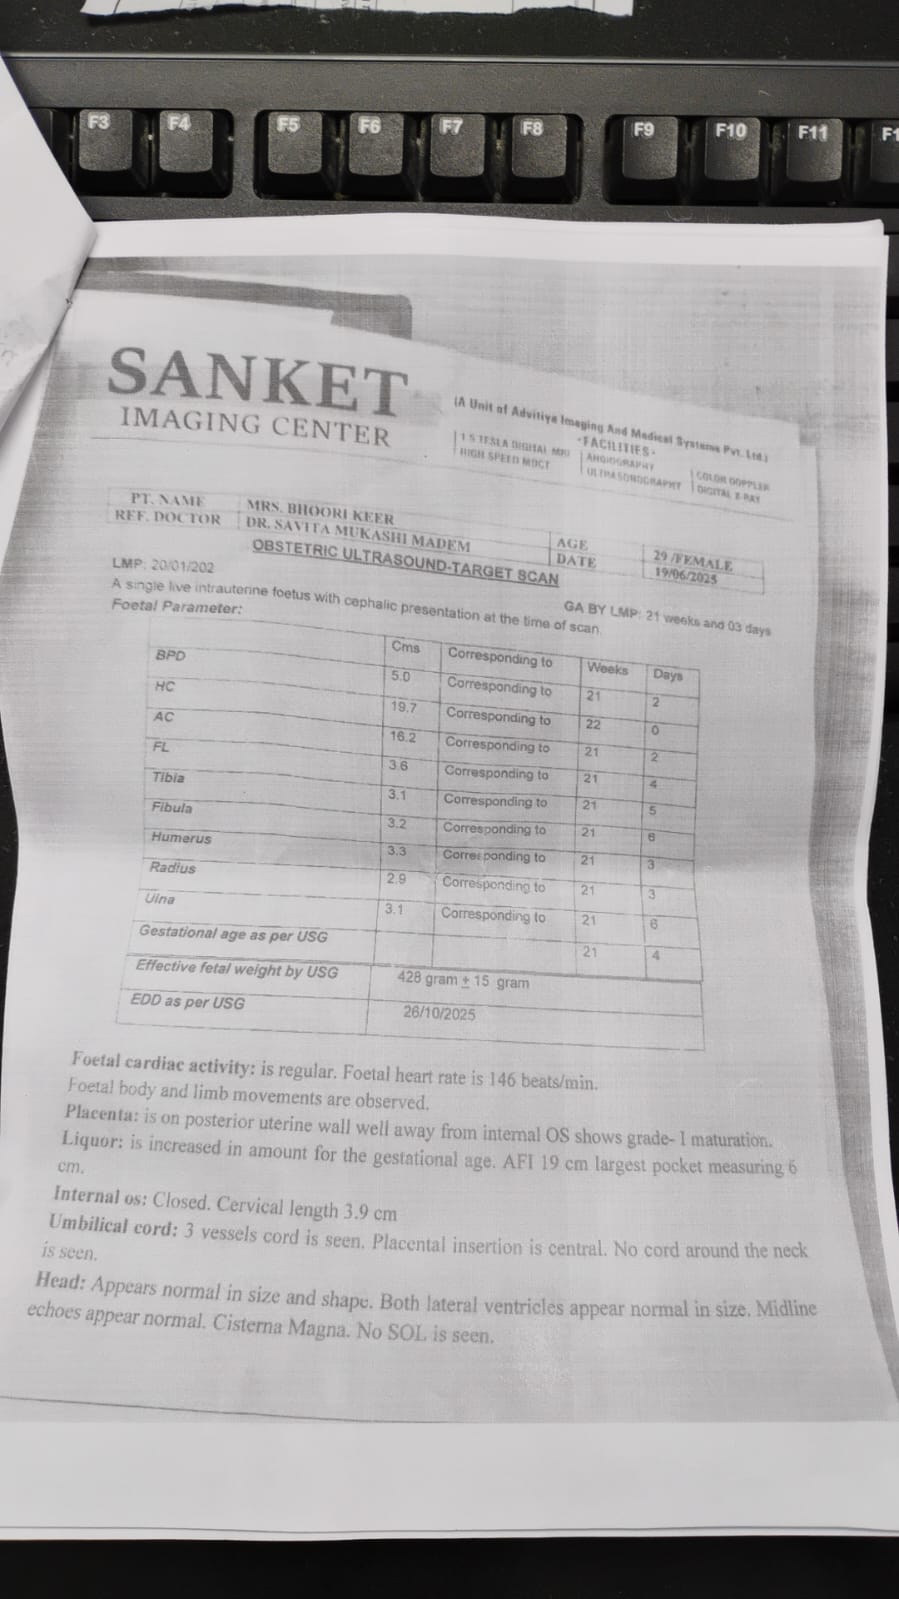 F3 F4 F5 F6 F7 F8 F9 F10 F11 F1
SANKET
IMAGING CENTER
(A Unit of Advitiya Imaging And Medical Systems Pvt. Ltd.)
-FACILITIES-
1 5 TESLA DIGITAL MRI
HIGH SPEED MDCT
ANGIOGRAPHY
ULTRASONOGRAPHY
COLOR DOPPLER
DIGITAL X-RAY
PT. NAME MRS. BHOORI KEER AGE 29 /FEMALE
REF. DOCTOR DR. SAVITA MUKASHI MADEM DATE 19/06/2025
OBSTETRIC ULTRASOUND-TARGET SCAN
LMP: 20/01/202 GA BY LMP: 21 weeks and 03 days
A single live intrauterine foetus with cephalic presentation at the time of scan
Foetal Parameter:
Cms Corresponding to Weeks Days
BPD 5.0 Corresponding to 21 2
HC 19.7 Corresponding to 22 0
AC 16.2 Corresponding to 21 2
FL 3.6 Corresponding to 21 4
Tibia 3.1 Corresponding to 21 5
Fibula 3.2 Corresponding to 21 6
Humerus 3.3 Corresponding to 21 3
Radius 2.9 Corresponding to 21 3
Ulna 3.1 Corresponding to 21 6
Gestational age as per USG 21 4
Effective fetal weight by USG 428 gram ± 15 gram
EDD as per USG 26/10/2025
Foetal cardiac activity: is regular. Foetal heart rate is 146 beats/min.
Foetal body and limb movements are observed.
Placenta: is on posterior uterine wall well away from internal OS shows grade- I maturation.
Liquor: is increased in amount for the gestational age. AFI 19 cm largest pocket measuring 6
cm.
Internal os: Closed. Cervical length 3.9 cm
Umbilical cord: 3 vessels cord is seen. Placental insertion is central. No cord around the neck
is seen.
Head: Appears normal in size and shape. Both lateral ventricles appear normal in size. Midline
echoes appear normal. Cisterna Magna. No SOL is seen.